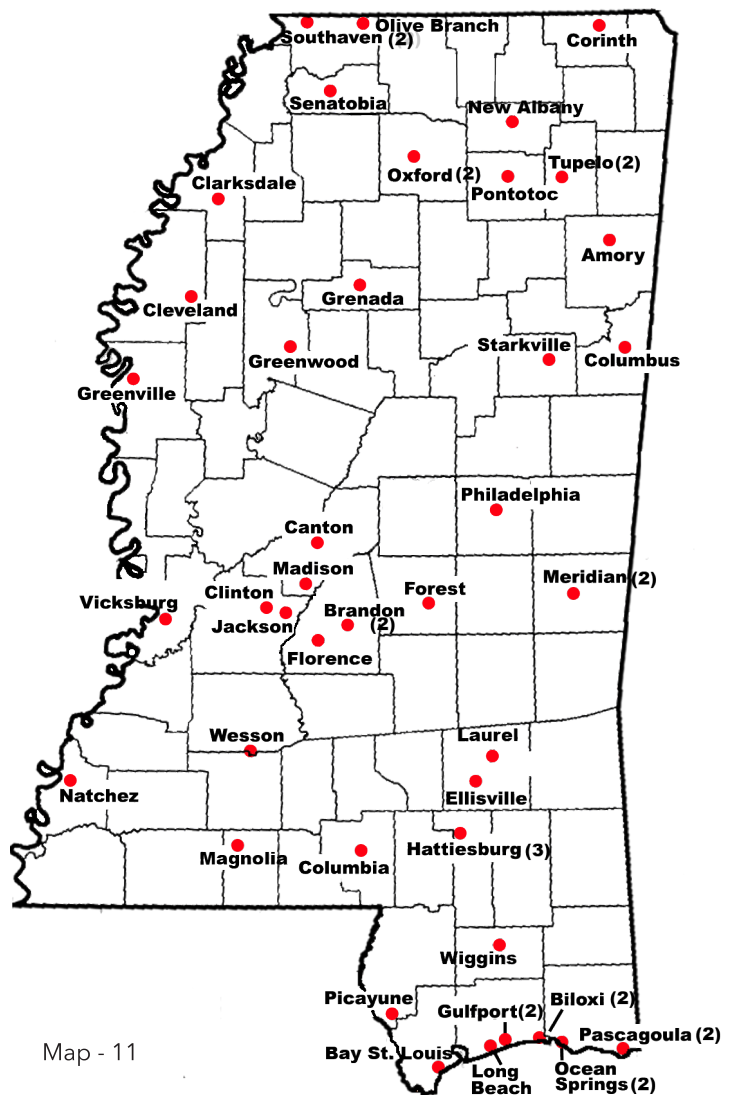 Olive Branch
Southaven (2)
Corinth
Senatobia
New Albany
Oxford (2)
Tupelo (2)
Pontotoc
Clarksdale
Amory
Cleveland
Grenada
Greenwood
Starkville
Columbus
Greenville
Philadelphia
Canton
Madison
Meridian (2)
Clinton
Forest
Vicksburg
Brandon
(2)
Jackson
Florence
Wesson
Laurel
Natchez
Ellisville
Magnolia
Columbia
Hattiesburg (3)
Wiggins
Picayune
Gulfport (2)
Biloxi (2)
Pascagoula (2)
Map - 11
Bay St. Louis
Long
Beach
Ocean
Springs (2)